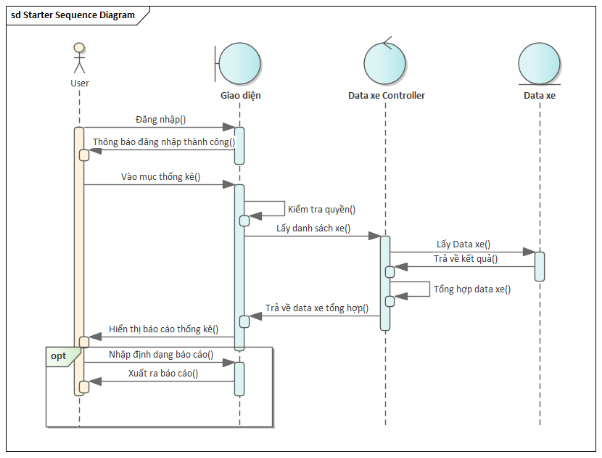 sd Starter Sequence Diagram
User
Giao diện
Data xe Controller
Data xe
Đăng nhập()
Thông báo đăng nhập thành công()
Vào mục thống kê()
Kiểm tra quyền()
Lấy danh sách xe()
Lấy Data xe()
Trả về kết quả()
Tổng hợp data xe()
Trả về data xe tổng hợp()
Hiển thị báo cáo thống kê()
opt
Nhập định dạng báo cáo()
Xuất ra báo cáo()